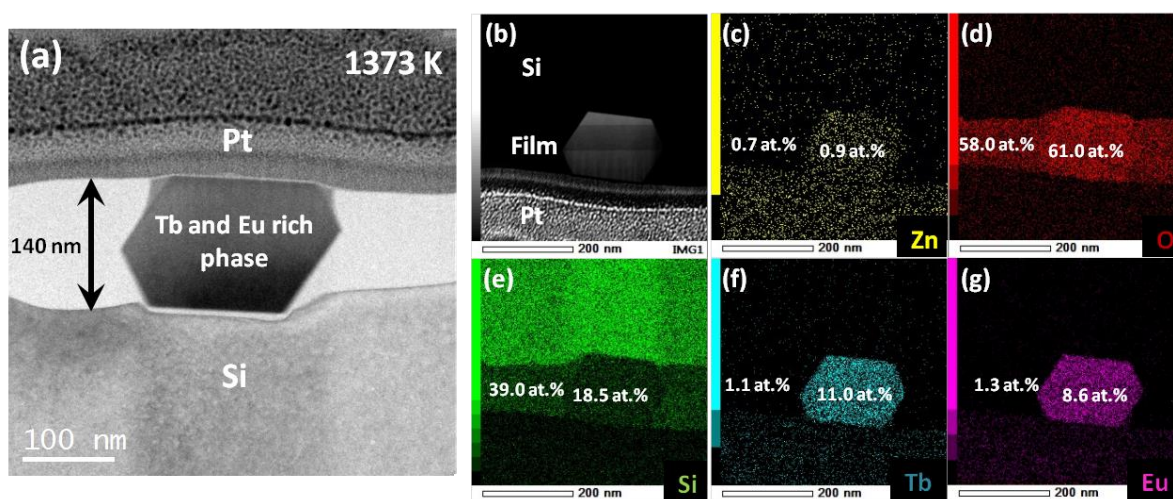 (a)
1373 K
Pt
140 nm
Tb and Eu rich
phase
Si
100 nm
(b)
Si
Film
Pt
200 nm
IMG1
(c)
0.7 at.%
0.9 at.%
Zn
200 nm
(d)
58.0 at.%
61.0 at.%
O
200 nm
(e)
39.0 at.%
18.5 at.%
Si
200 nm
(f)
1.1 at.%
11.0 at.%
Tb
200 nm
(g)
1.3 at.%
8.6 at.%
Eu
200 nm